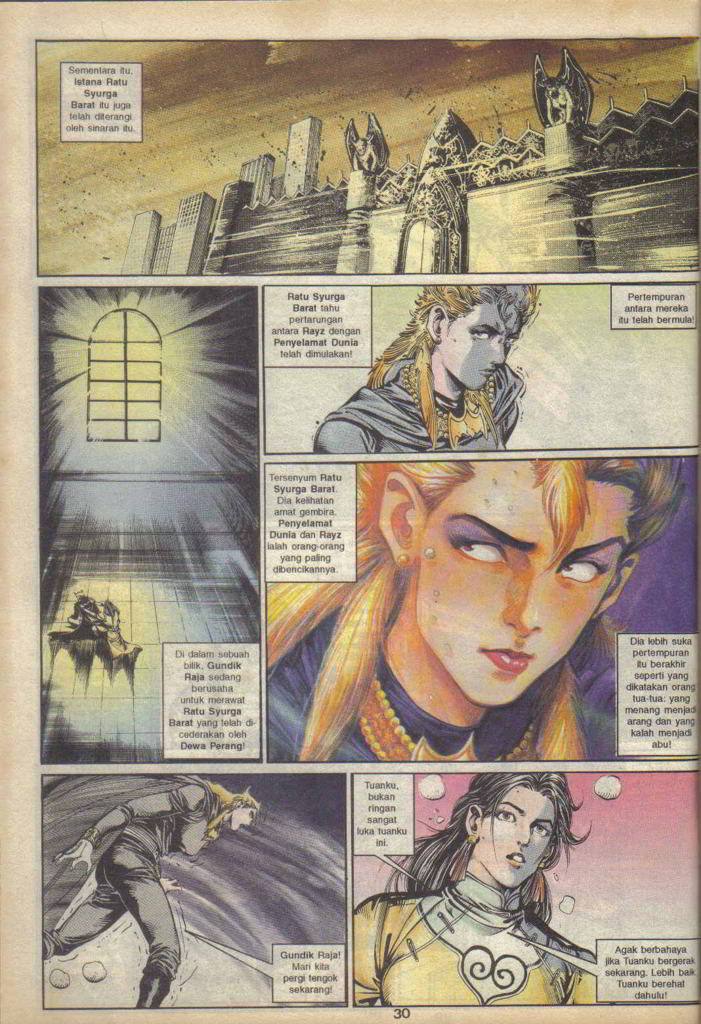 Sementara itu,
Istana Ratu
Syurga
Barat itu juga
telah diterangi
oleh sinaran itu.
Di dalam sebuah
bilik, Gundik
Raja sedang
berusaha
untuk merawat
Ratu Syurga
Barat yang telah di-
cederakan oleh
Dewa Perang!
Ratu Syurga
Barat tahu
pertarungan
antara Rayz dengan
Penyelamat Dunia
telah dimulakan!
Pertempuran
antara mereka
itu telah bermula!
Tersenyum Ratu
Syurga Barat.
Dia kelihatan
amat gembira.
Penyelamat
Dunia dan Rayz
ialah orang-orang
yang paling
dibencikannya.
Dia lebih suka
pertempuran
itu berakhir
seperti yang
dikatakan orang
tua-tua: yang
menang menjadi
arang dan yang
kalah menjadi
abu!
Gundik Raja!
Mari kita
pergi tengok
sekarang!
Tuanku,
bukan
ringan
sangat
luka tuanku
ini.
Agak berbahaya
jika Tuanku bergerak
sekarang. Lebih baik
Tuanku berehat
dahulu!
30